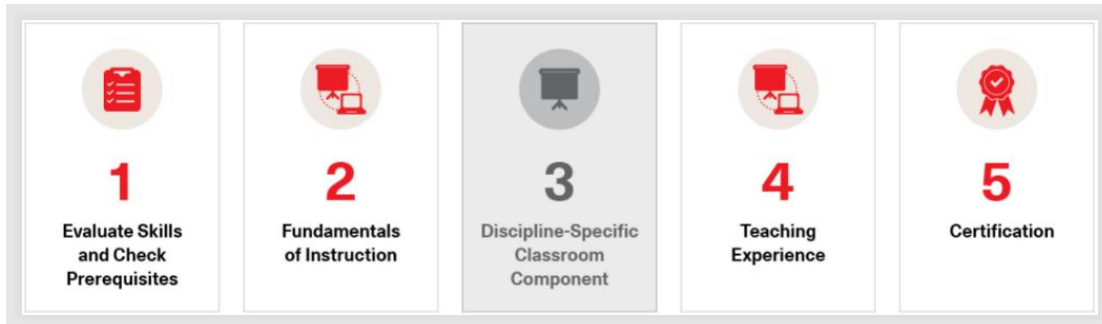 1
Evaluate Skills
and Check
Prerequisites
2
Fundamentals
of Instruction
3
Discipline-Specific
Classroom
Component
4
Teaching
Experience
5
Certification